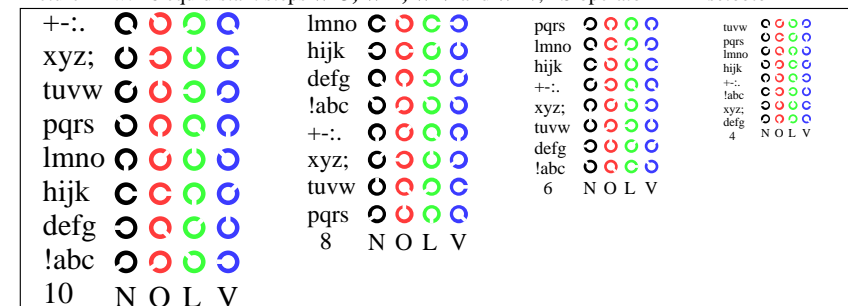 +-:.
xyz;
tuvw
pqrs
lmno
hijk
defg
!abc
10 N O L V
lmno
hijk
defg
!abc
+-:.
xyz;
tuvw
pqrs
8 N O L V
pqrs
lmno
hijk
+-:.
xyz;
tuvw
defg
!abc
6 N O L V
tuvw
pqrs
lmno
hijk
+-:.
!abc
xyz;
defg
4 N O L V